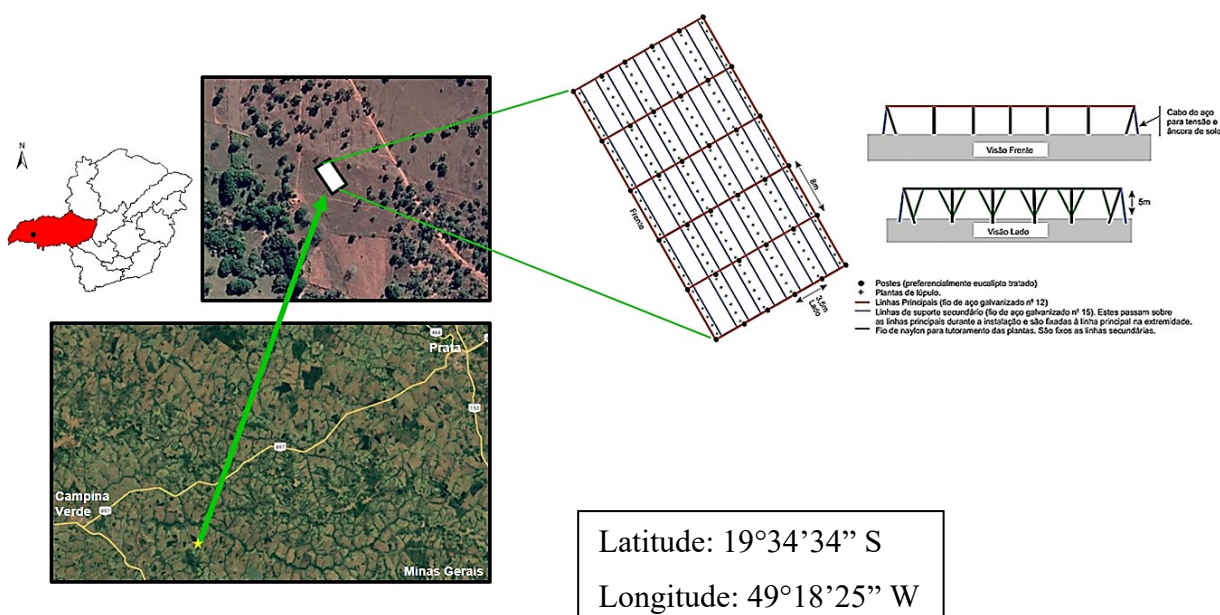 N
464
Prata
153
497
Campina
Verde
497
Minas Gerais
Frente
8m
3,5m
Lado
Visão Frente
Cabo de aço
para tensão e
âncora de solo
Visão Lado
5m
Postes (preferencialmente eucalipto tratado)
Plantas de lúpulo.
Linhas Principais (fio de aço galvanizado nº 12)
Linhas de suporte secundário (fio de aço galvanizado nº 15). Estes passam sobre
as linhas principais durante a instalação e são fixadas à linha principal na extremidade.
Fio de naylon para tutoramento das plantas. São fixos as linhas secundárias.
Latitude: 19°34’34” S
Longitude: 49°18’25” W